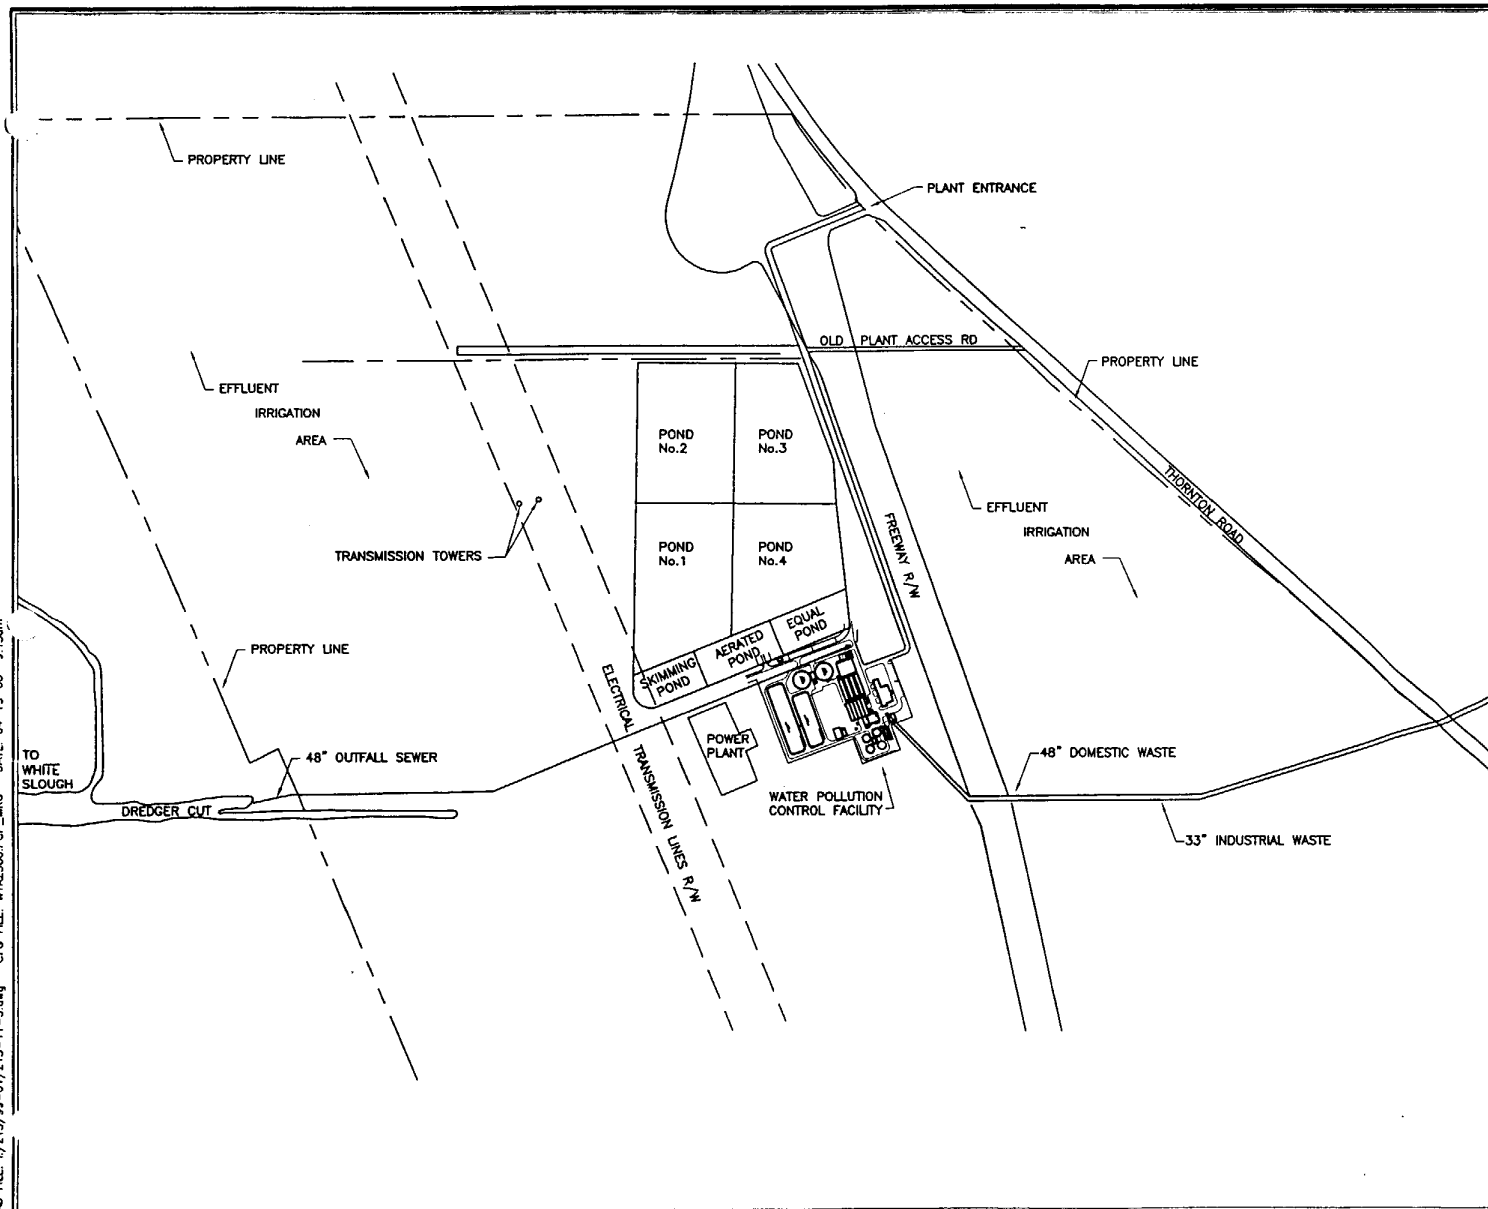 PROPERTY LINE
PLANT ENTRANCE
OLD PLANT ACCESS RD
PROPERTY LINE
EFFLUENT
IRRIGATION
AREA
POND
No.2
POND
No.3
THORNTON ROAD
EFFLUENT
IRRIGATION
AREA
FREEWAY R/W
TRANSMISSION TOWERS
POND
No.1
POND
No.4
EQUAL
POND
AERATED
POND
SKIMMING
POND
PROPERTY LINE
ELECTRICAL TRANSMISSION LINES R/W
POWER
PLANT
TO
WHITE
SLOUGH
48" OUTFALL SEWER
DREDGER CUT
48" DOMESTIC WASTE
WATER POLLUTION
CONTROL FACILITY
33" INDUSTRIAL WASTE